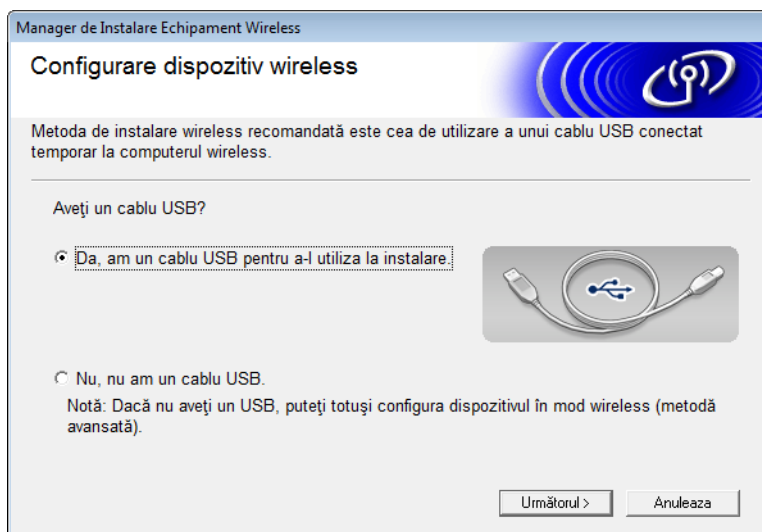 Manager de Instalare Echipament Wireless
Configurare dispozitiv wireless
Metoda de instalare wireless recomandată este cea de utilizare a unui cablu USB conectat
temporar la computerul wireless.
Aveţi un cablu USB?
Da, am un cablu USB pentru a-l utiliza la instalare.
Nu, nu am un cablu USB.
Notă: Dacă nu aveţi un USB, puteţi totuşi configura dispozitivul în mod wireless (metodă
avansată).
Următorul >
Anuleaza